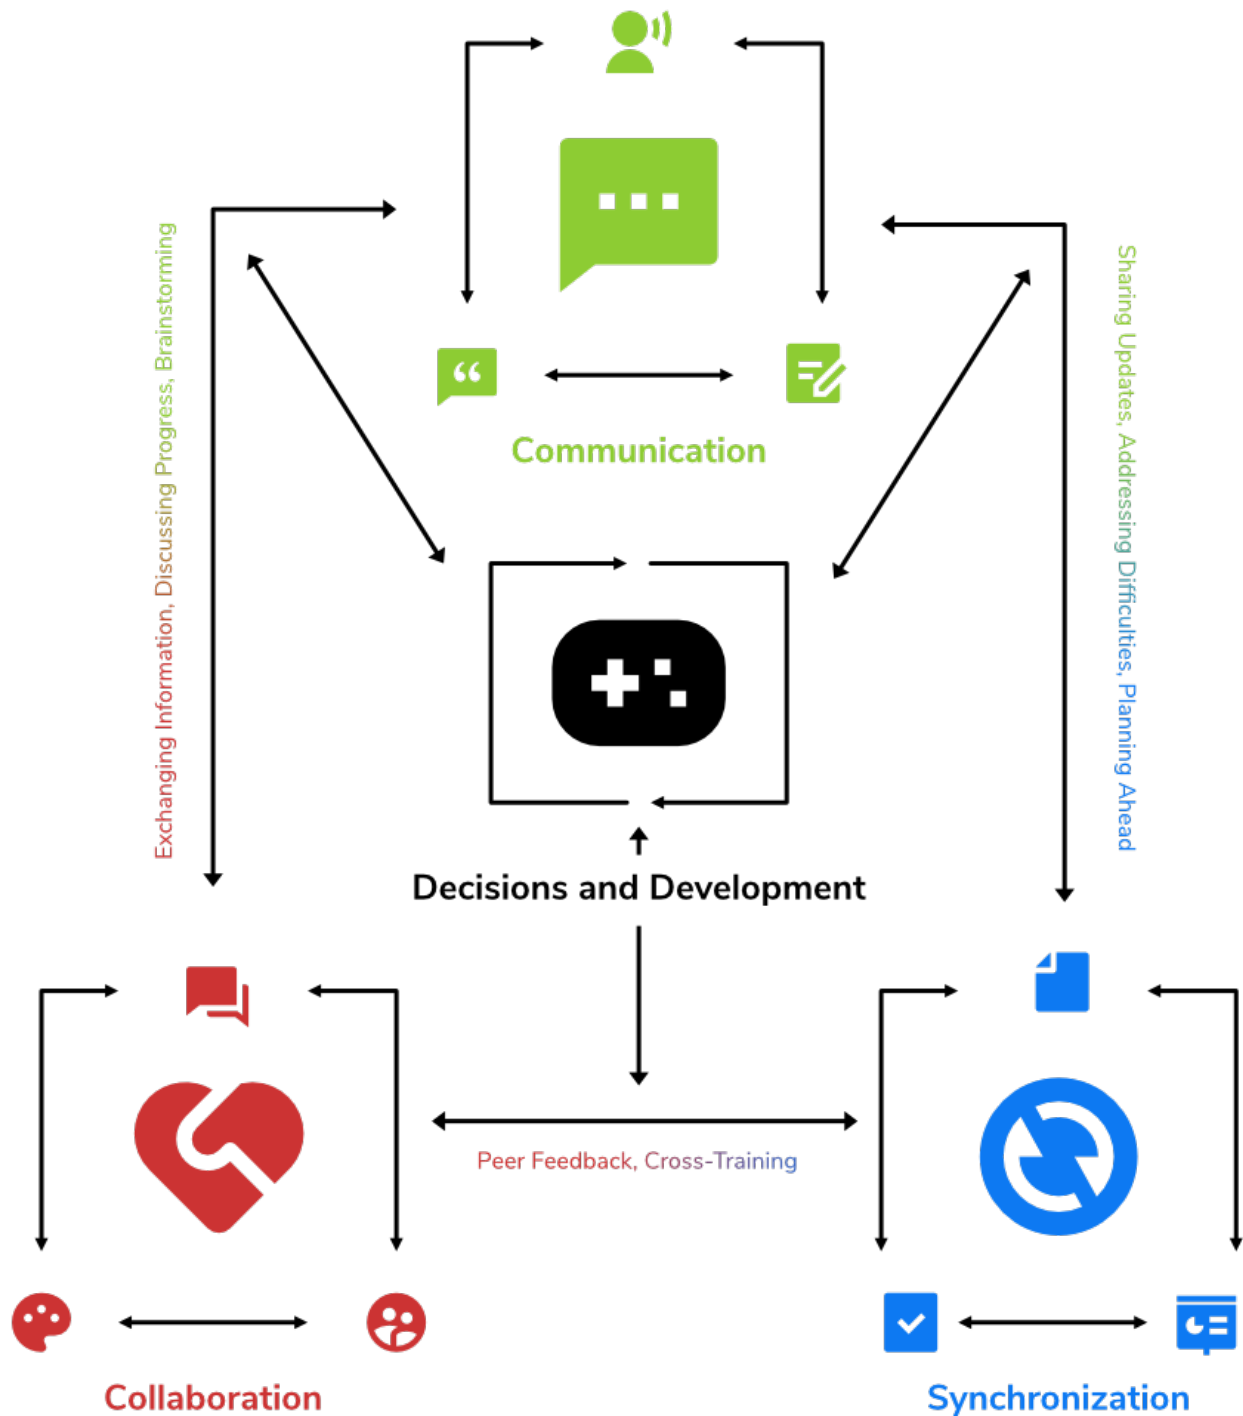 Exchanging Information, Discussing Progress, Brainstorming
Sharing Updates, Addressing Difficulties, Planning Ahead
Communication
Decisions and Development
Peer Feedback, Cross-Training
Collaboration
Synchronization